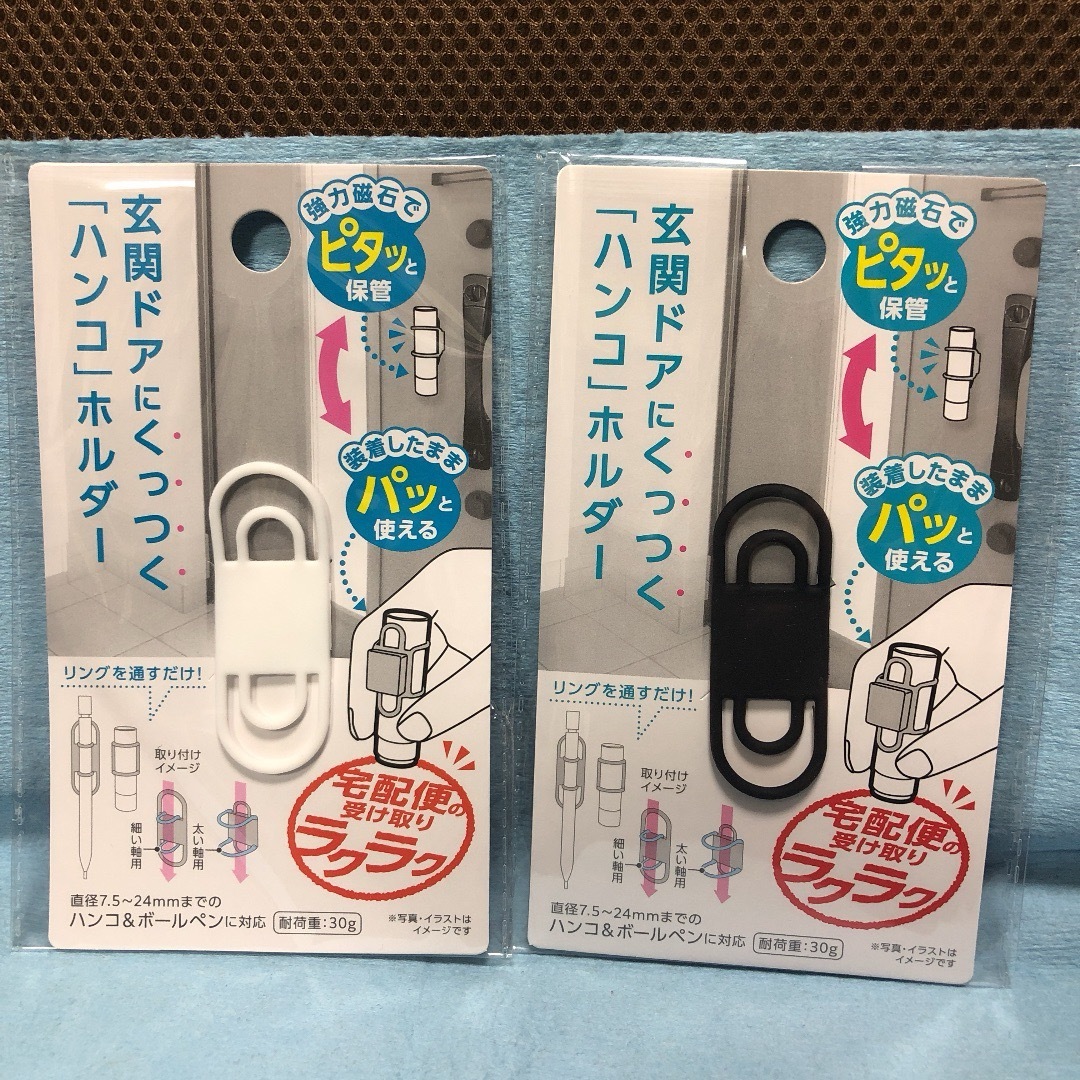 玄関ドアにくっつく
「ハンコ」ホルダー
強力磁石で
ピタッと
保管
装着したまま
パッと
使える
リングを通すだけ！
取り付け
イメージ
細い軸用
太い軸用
宅配便の
受け取り
ラクラク
直径7.5~24mmまでの
ハンコ&ボールペンに対応
耐荷重:30g
※写真・イラストは
イメージです
玄関ドアにくっつく
「ハンコ」ホルダー
強力磁石で
ピタッと
保管
装着したまま
パッと
使える
リングを通すだけ！
取り付け
イメージ
細い軸用
太い軸用
宅配便の
受け取り
ラクラク
直径7.5~24mmまでの
ハンコ&ボールペンに対応
耐荷重:30g
※写真・イラストは
イメージです